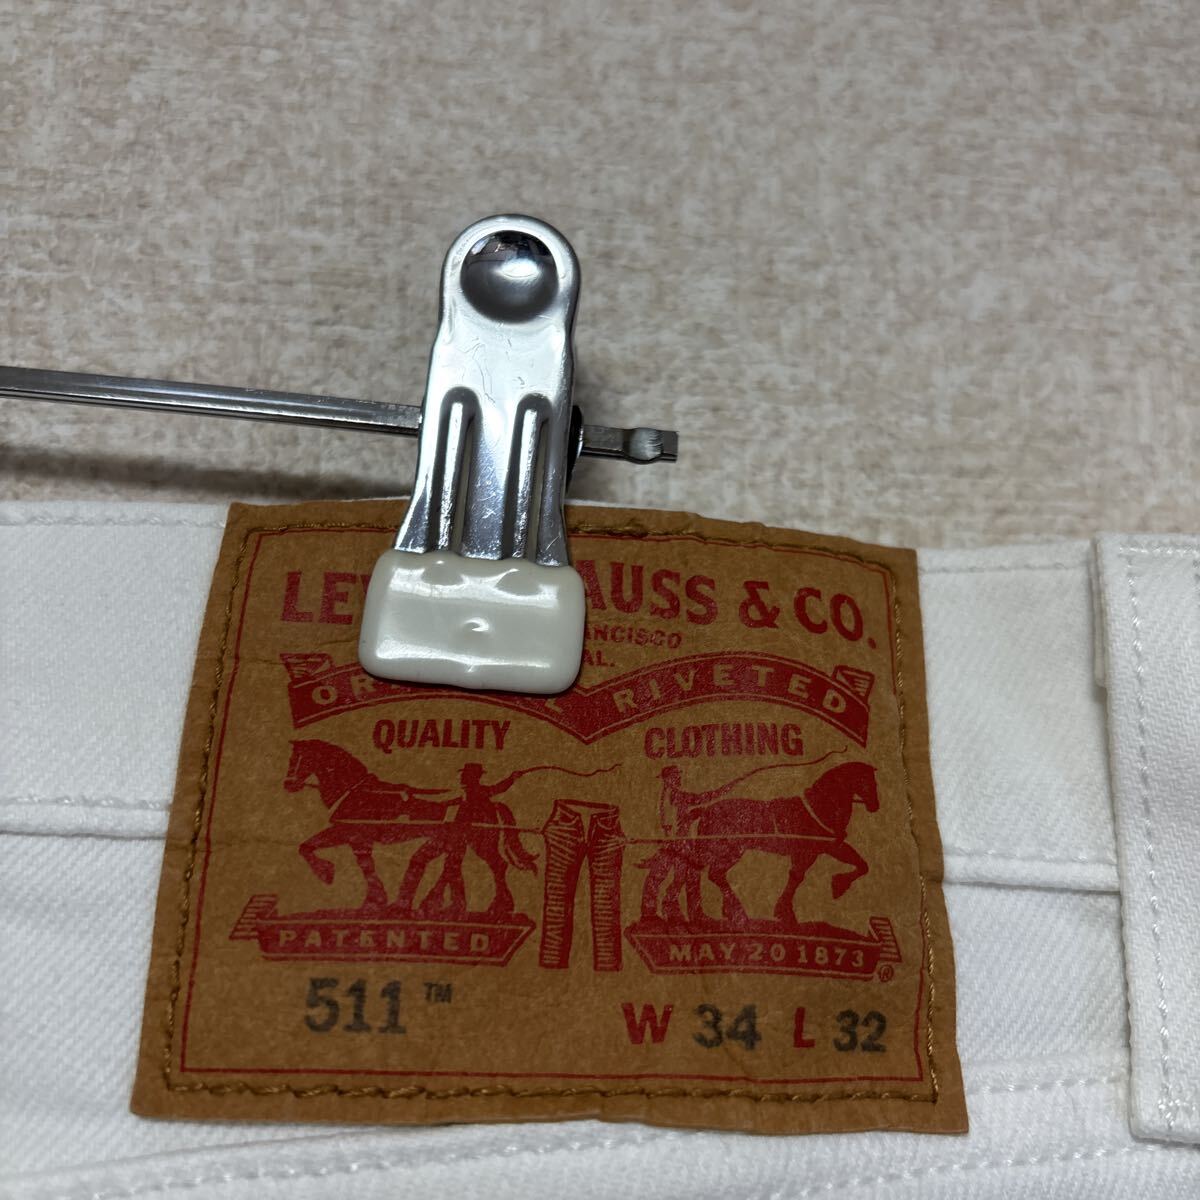 LE AUSS & CO.
ANCISCO
AL.
OR L RIVETED
QUALITY CLOTHING
PATENTED MAY 20 1873 ®
511™ W 34 L 32